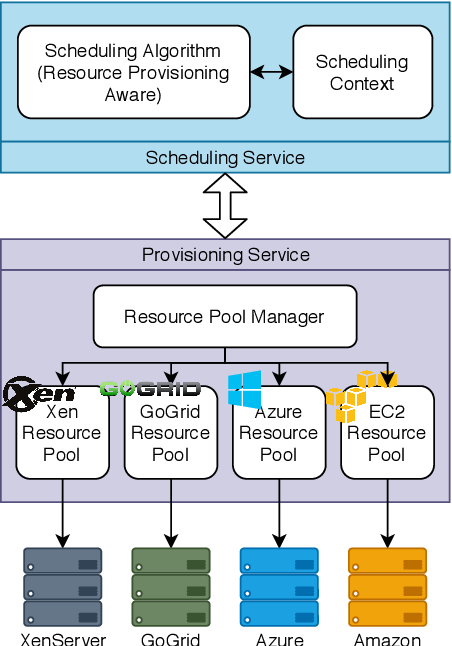 Scheduling Algorithm
(Resource Provisioning
Aware)
Scheduling
Context
Scheduling Service
Provisioning Service
Resource Pool Manager
Xen
GOGRID
Xen
Resource
Pool
GoGrid
Resource
Pool
Azure
Resource
Pool
EC2
Resource
Pool
XenServer
GoGrid
Azure
Amazon